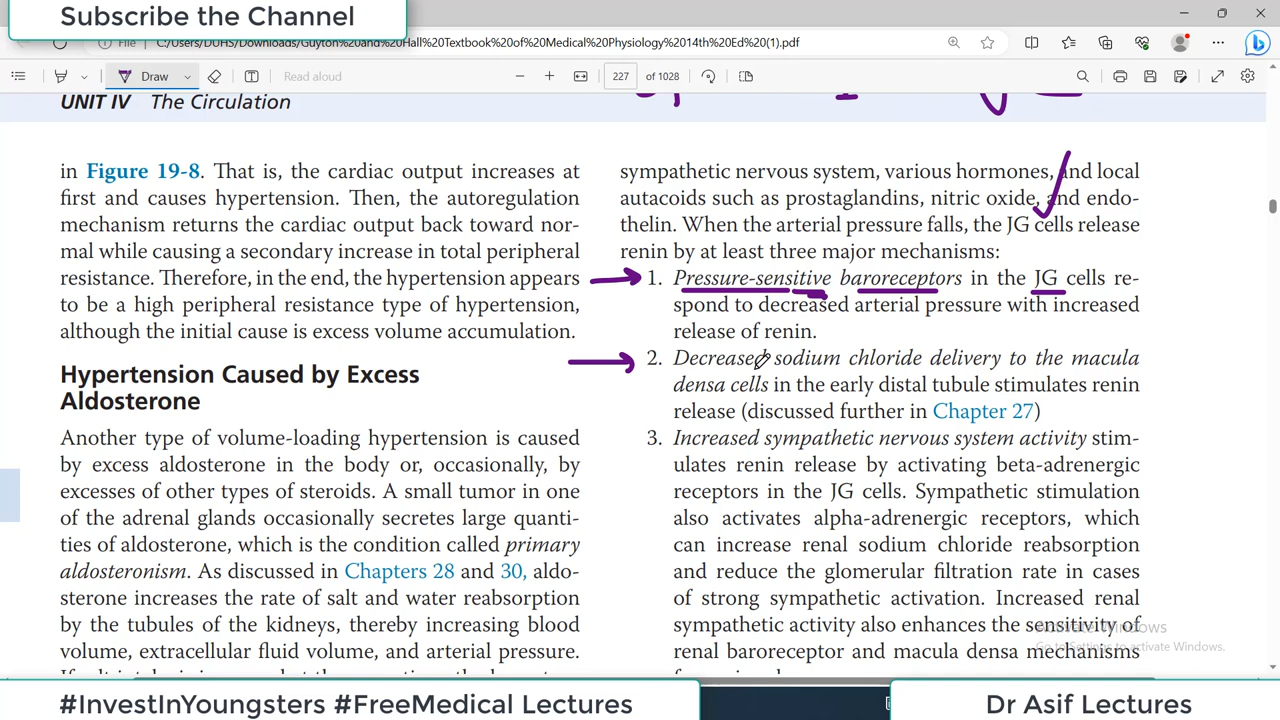 Subscribe the Channel
File
C:/Users/DUHS/Downloads/Guyton%20and%20Hall%20Textbook%20of%20Medical%20Physiology%2014th%20Ed%20(1).pdf
Draw
Read aloud
227
of 1028
UNIT IV The Circulation
in Figure 19-8. That is, the cardiac output increases at
first and causes hypertension. Then, the autoregulation
mechanism returns the cardiac output back toward nor-
mal while causing a secondary increase in total peripheral
resistance. Therefore, in the end, the hypertension appears
to be a high peripheral resistance type of hypertension,
although the initial cause is excess volume accumulation.
Hypertension Caused by Excess
Aldosterone
Another type of volume-loading hypertension is caused
by excess aldosterone in the body or, occasionally, by
excesses of other types of steroids. A small tumor in one
of the adrenal glands occasionally secretes large quanti-
ties of aldosterone, which is the condition called primary
aldosteronism. As discussed in Chapters 28 and 30, aldo-
sterone increases the rate of salt and water reabsorption
by the tubules of the kidneys, thereby increasing blood
volume, extracellular fluid volume, and arterial pressure.
sympathetic nervous system, various hormones, and local
autacoids such as prostaglandins, nitric oxide, and endo-
thelin. When the arterial pressure falls, the JG cells release
renin by at least three major mechanisms:
1. Pressure-sensitive baroreceptors in the JG cells re-
spond to decreased arterial pressure with increased
release of renin.
2. Decreased sodium chloride delivery to the macula
densa cells in the early distal tubule stimulates renin
release (discussed further in Chapter 27)
3. Increased sympathetic nervous system activity stim-
ulates renin release by activating beta-adrenergic
receptors in the JG cells. Sympathetic stimulation
also activates alpha-adrenergic receptors, which
can increase renal sodium chloride reabsorption
and reduce the glomerular filtration rate in cases
of strong sympathetic activation. Increased renal
sympathetic activity also enhances the sensitivity of
renal baroreceptor and macula densa mechanisms
Activate Windows
Go to Settings to activate Windows.
#InvestInYoungsters #FreeMedical Lectures
Dr Asif Lectures